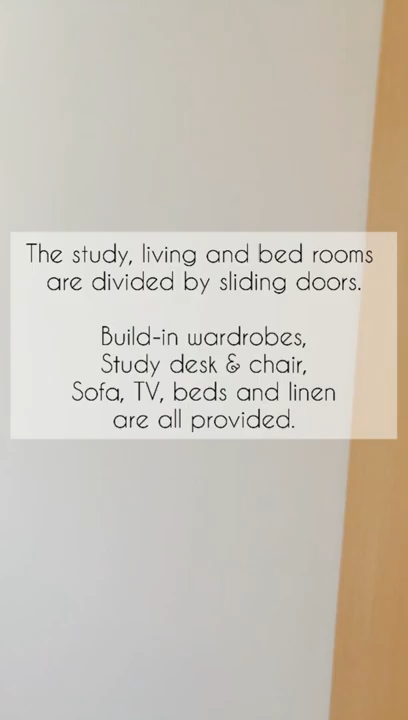 The study, living and bed rooms
are divided by sliding doors.
Build-in wardrobes,
Study desk & chair,
Sofa, TV, beds and linen
are all provided.